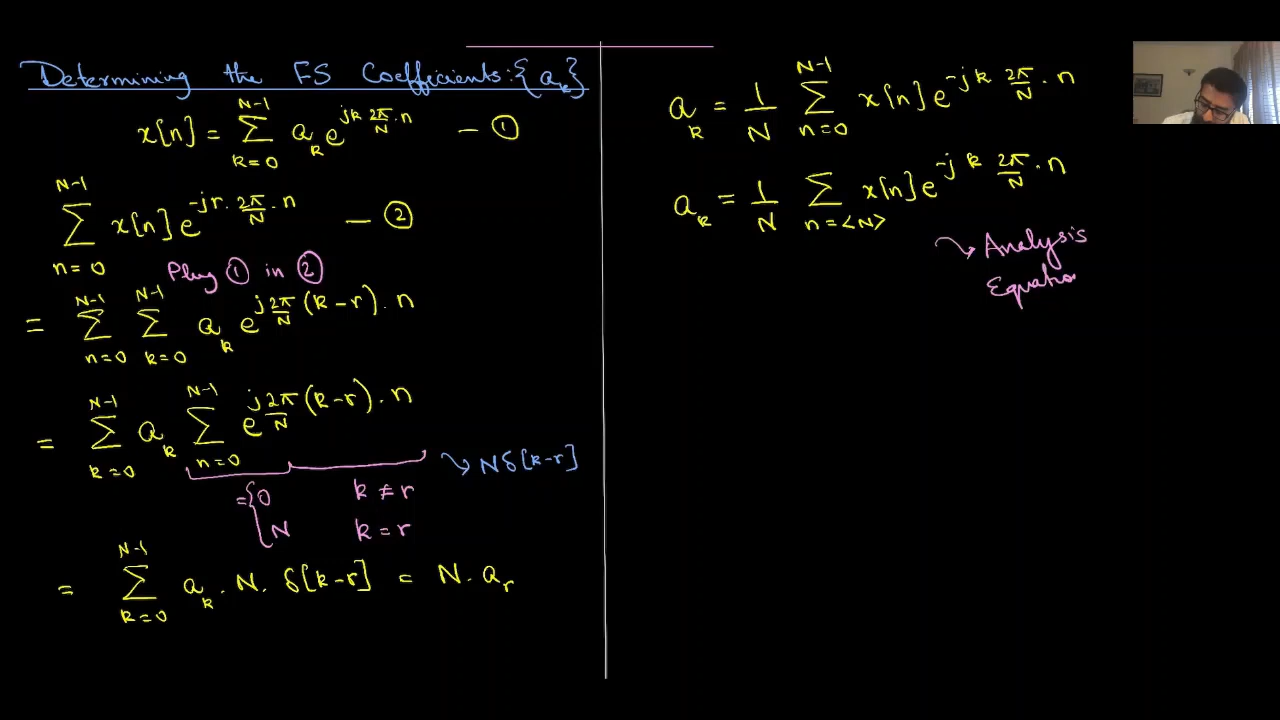 Determining the FS Coefficients: {a_k}
x[n] = Σ_{k=0}^{N-1} a_k e^{jk 2π/N · n} — ①
Σ_{n=0}^{N-1} x[n] e^{-jr · 2π/N · n} — ②
Plug ① in ②
= Σ_{n=0}^{N-1} Σ_{k=0}^{N-1} a_k e^{j 2π/N (k-r) · n}
= Σ_{k=0}^{N-1} a_k Σ_{n=0}^{N-1} e^{j 2π/N (k-r) · n}
↘ Nδ[k-r]
= { 0 k ≠ r
N k = r
= Σ_{k=0}^{N-1} a_k · N · δ[k-r] = N · a_r
a_k = 1/N Σ_{n=0}^{N-1} x[n] e^{-jk 2π/N · n}
a_k = 1/N Σ_{n=<N>} x[n] e^{-jk 2π/N · n}
↘ Analysis
Equatio